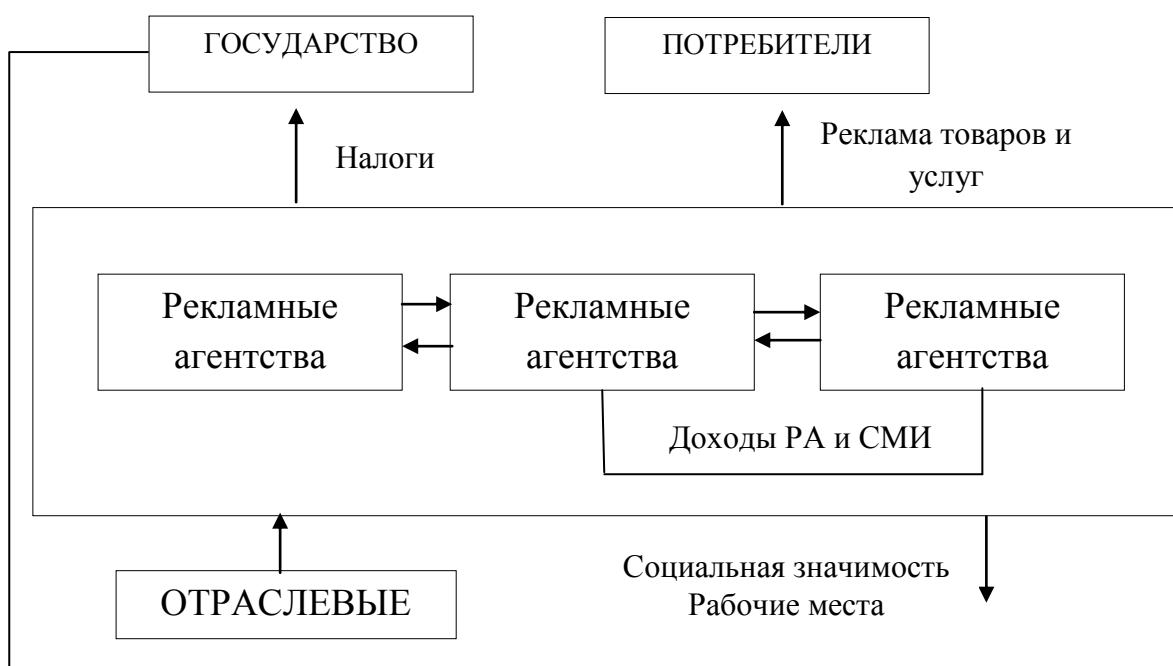 ГОСУДАРСТВО
ПОТРЕБИТЕЛИ
Налоги
Реклама товаров и
услуг
Рекламные
агентства
Рекламные
агентства
Рекламные
агентства
Доходы РА и СМИ
ОТРАСЛЕВЫЕ
Социальная значимость
Рабочие места